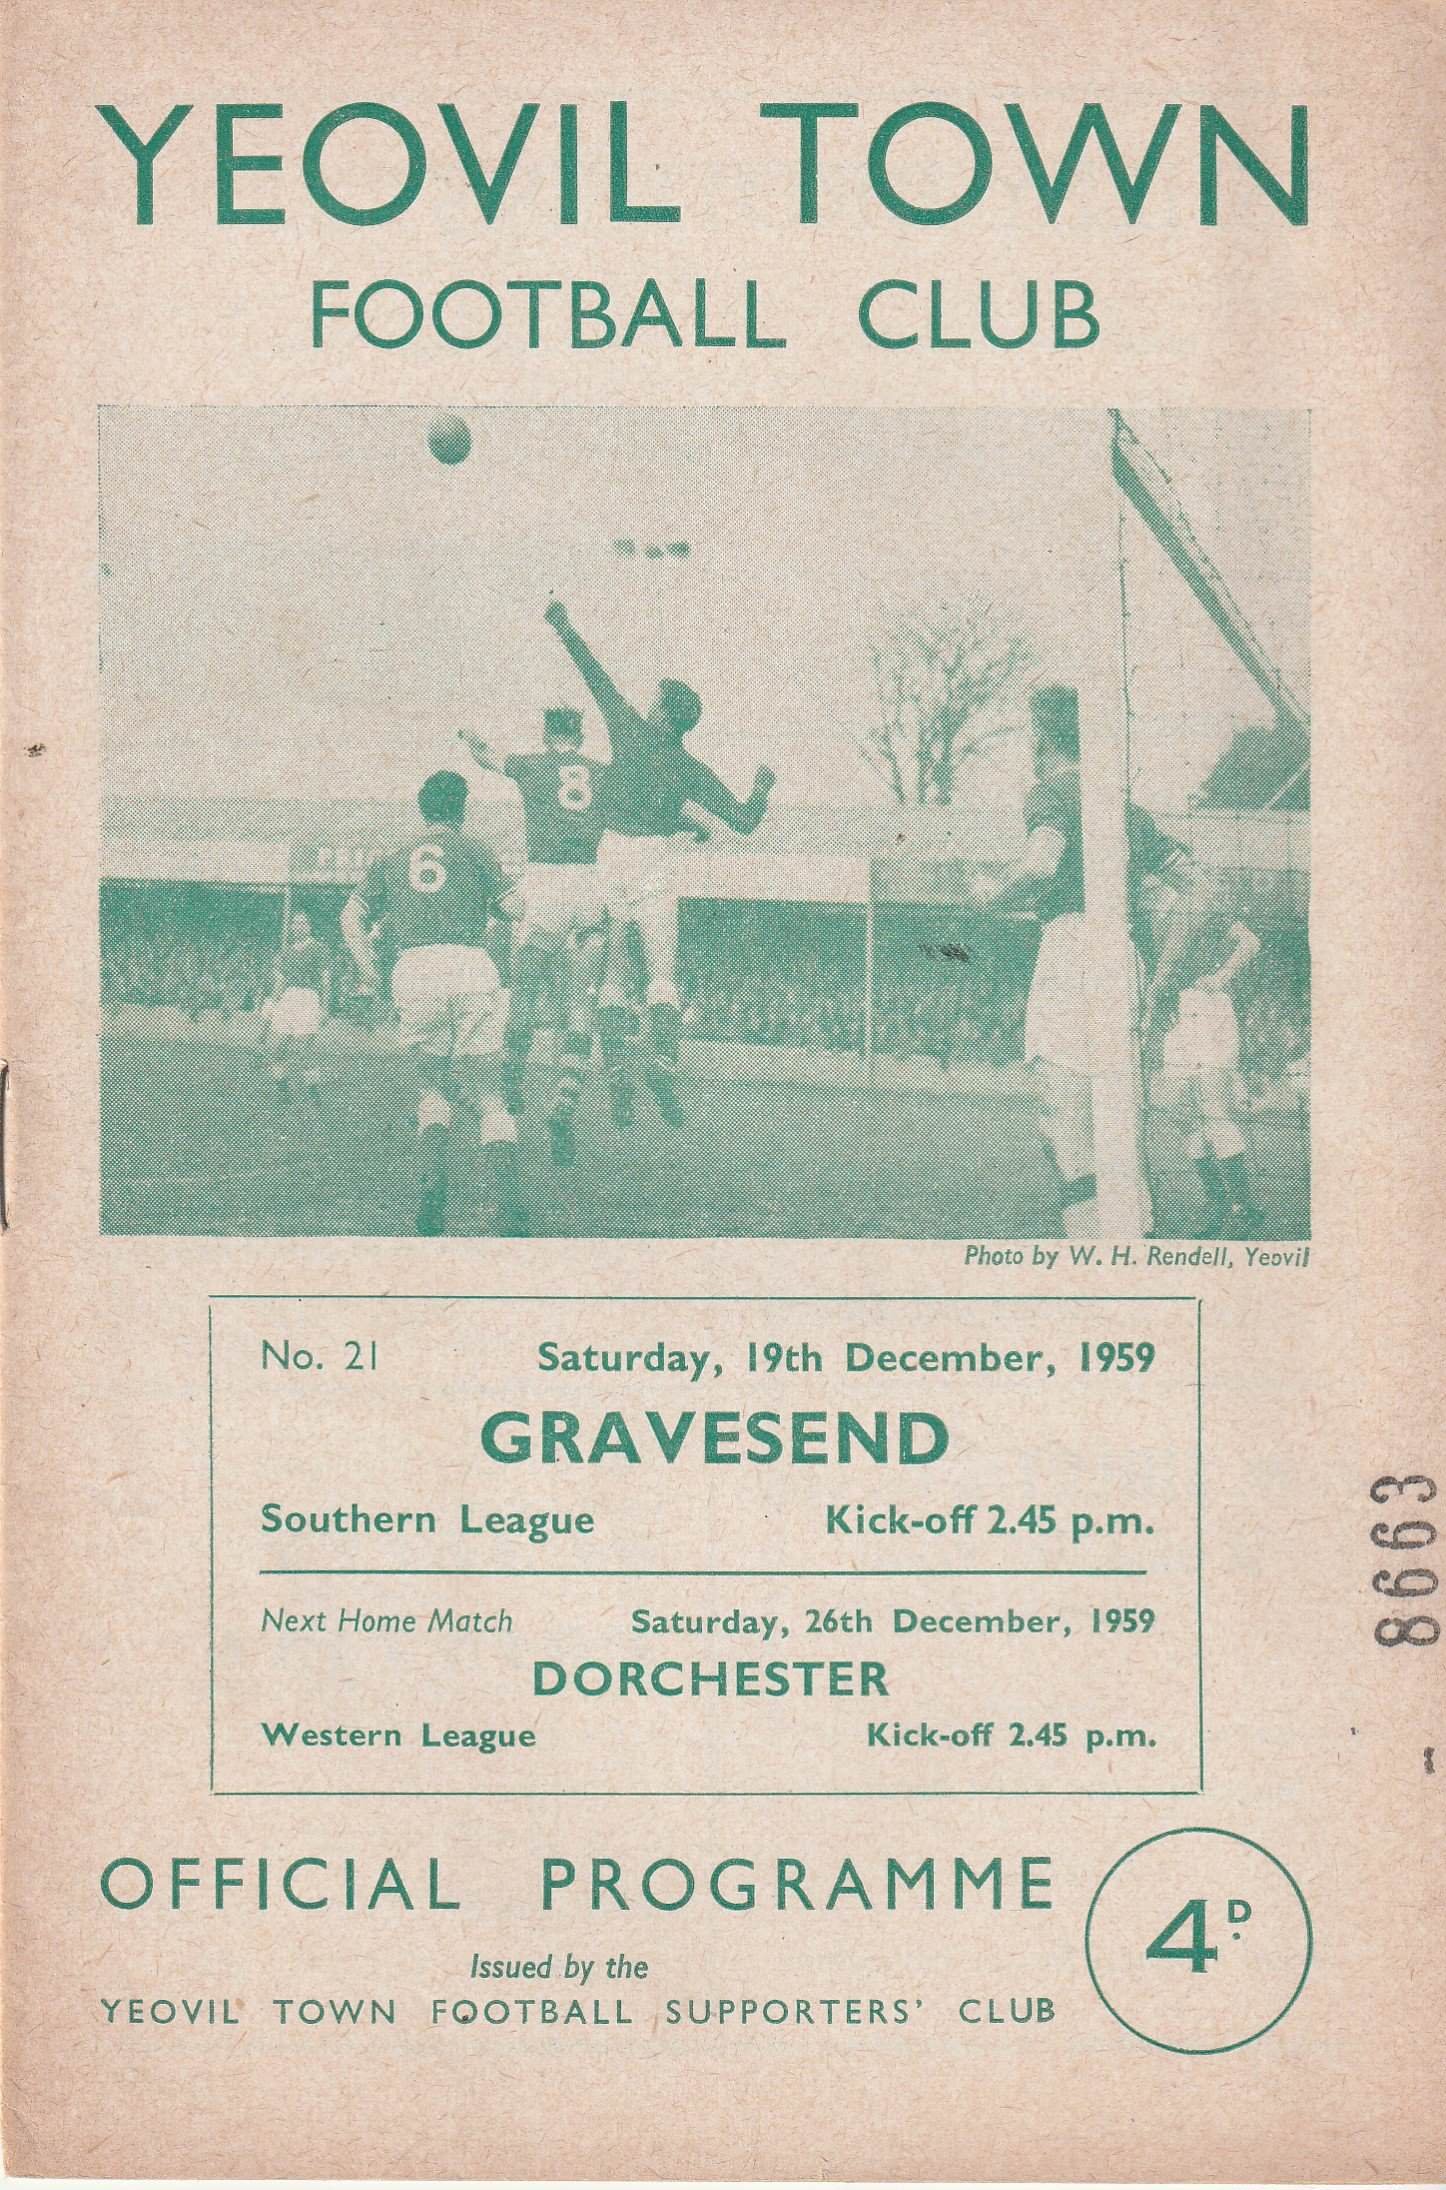 YEOVIL TOWN
FOOTBALL CLUB
8
6
Photo by W. H. Rendell, Yeovil
No. 21 Saturday, 19th December, 1959
GRAVESEND
Southern League Kick-off 2.45 p.m.
Next Home Match Saturday, 26th December, 1959
DORCHESTER
Western League Kick-off 2.45 p.m.
8663
OFFICIAL PROGRAMME
4D.
Issued by the
YEOVIL TOWN FOOTBALL SUPPORTERS' CLUB